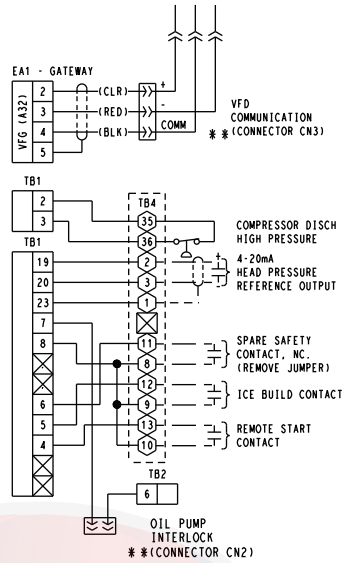 EA1 - GATEWAY
VFG (A32)
2
(CLR)
+
3
(RED)
-
4
(BLK)
COMM
5
VFD
COMMUNICATION
**(CONNECTOR CN3)
TB1
TB4
2
35
3
36
COMPRESSOR DISCH
HIGH PRESSURE
TB1
19
2
+
20
3
23
1
4-20mA
HEAD PRESSURE
REFERENCE OUTPUT
7
8
11
8
SPARE SAFETY
CONTACT, NC.
(REMOVE JUMPER)
12
6
9
ICE BUILD CONTACT
5
13
4
10
REMOTE START
CONTACT
TB2
6
OIL PUMP
INTERLOCK
**(CONNECTOR CN2)